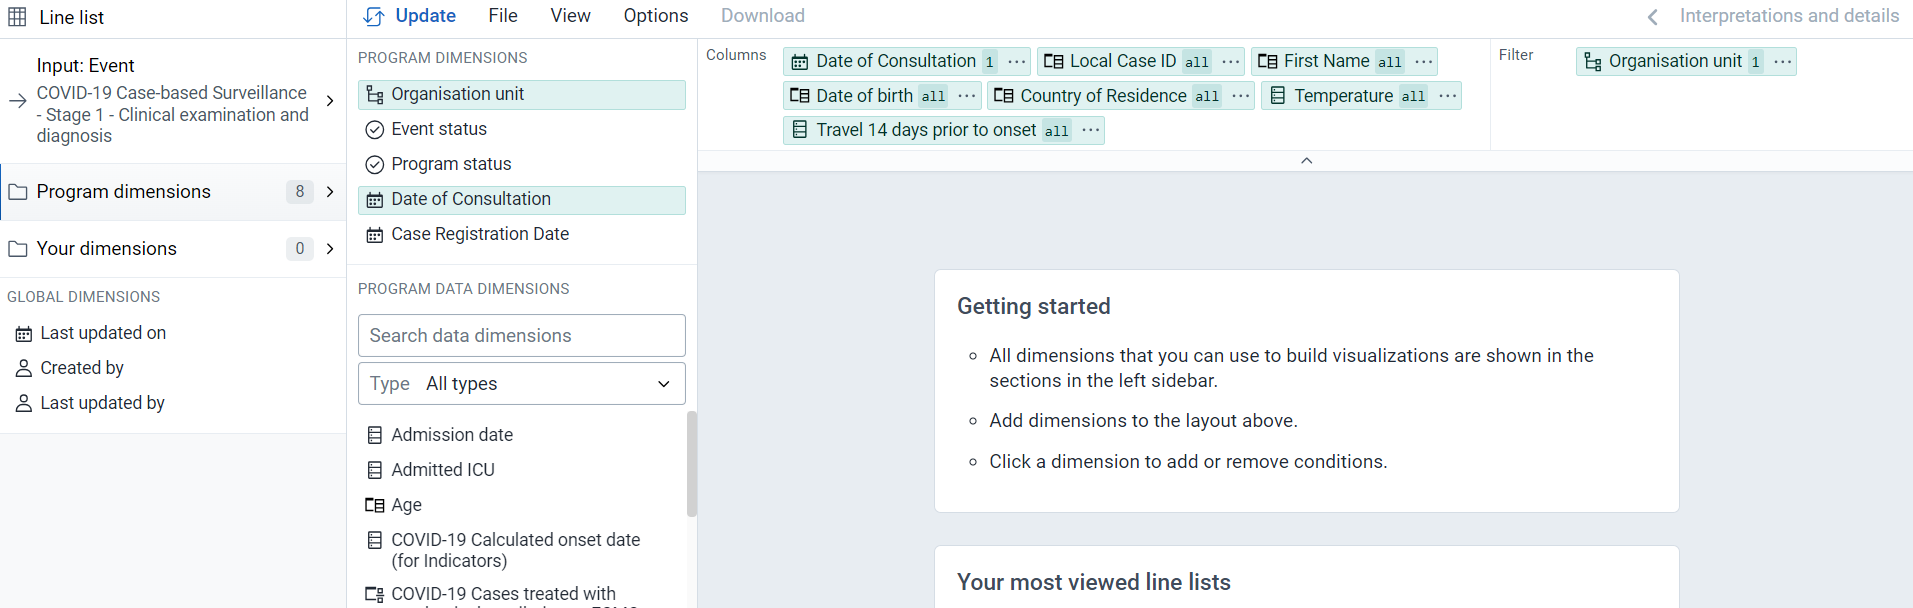 Line list
Update File View Options Download
Interpretations and details
Input: Event
COVID-19 Case-based Surveillance
- Stage 1 - Clinical examination and
diagnosis
Program dimensions 8
Your dimensions 0
GLOBAL DIMENSIONS
Last updated on
Created by
Last updated by
PROGRAM DIMENSIONS
Organisation unit
Event status
Program status
Date of Consultation
Case Registration Date
PROGRAM DATA DIMENSIONS
Search data dimensions
Type All types
Admission date
Admitted ICU
Age
COVID-19 Calculated onset date
(for Indicators)
COVID-19 Cases treated with
Columns
Date of Consultation 1 ··· Local Case ID all ··· First Name all ···
Date of birth all ··· Country of Residence all ··· Temperature all ···
Travel 14 days prior to onset all ···
Filter
Organisation unit 1 ···
Getting started
All dimensions that you can use to build visualizations are shown in the
sections in the left sidebar.
Add dimensions to the layout above.
Click a dimension to add or remove conditions.
Your most viewed line lists